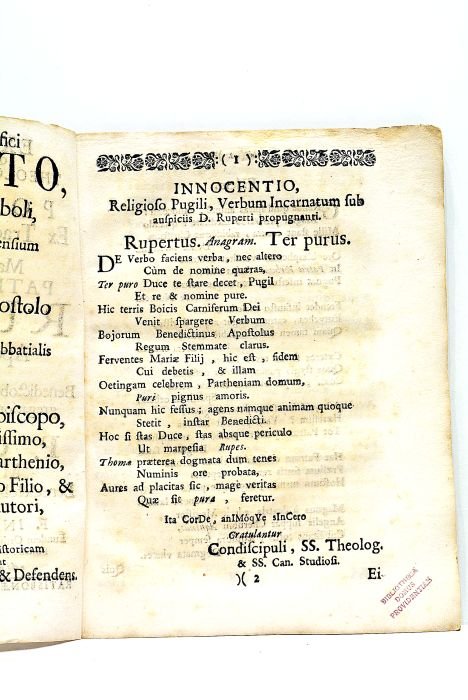 fici
TO,
boli,
ensium
ostolo
bbatialis
piscopo,
issimo,
arthenio,
o Filio, &
utori,
istoricam
& Defendens.
:( 1 ):
INNOCENTIO,
Religioso Pugili, Verbum Incarnatum sub
auspiciis D. Ruperti propugnanti.
Rupertus. Anagram. Ter purus.
DE Verbo faciens verba, nec altero
Cùm de nomine quæras,
Ter puro Duce te stare decet, Pugil
Et re & nomine pure.
Hic terris Boicis Carniferum Dei
Venit spargere Verbum
Bojorum Benedictinus Apostolus
Regum Stemmate clarus.
Ferventes Mariæ Filij, hic est, fidem
Cui debetis, & illam
Oetingam celebrem, Partheniam domum,
Puri pignus amoris.
Nunquam hic fessus; agens namque animam quoque
Stetit, instar Benedicti.
Hoc si stas Duce, stas absque periculo
Ut marpesia Rupes.
Thomæ præterea dogmata dum tenes
Numinis ore probata,
Aures ad placitas sic, mage veritas
Quæ sit pura, feretur.
Ita CorDe, anIMóqVe sInCero
Gratulantur
Condiscipuli, SS. Theolog.
& SS. Can. Studiosi.
)( 2 Ei
BIBLIOTHECA
DOMUS
PROVIDENTIÆ